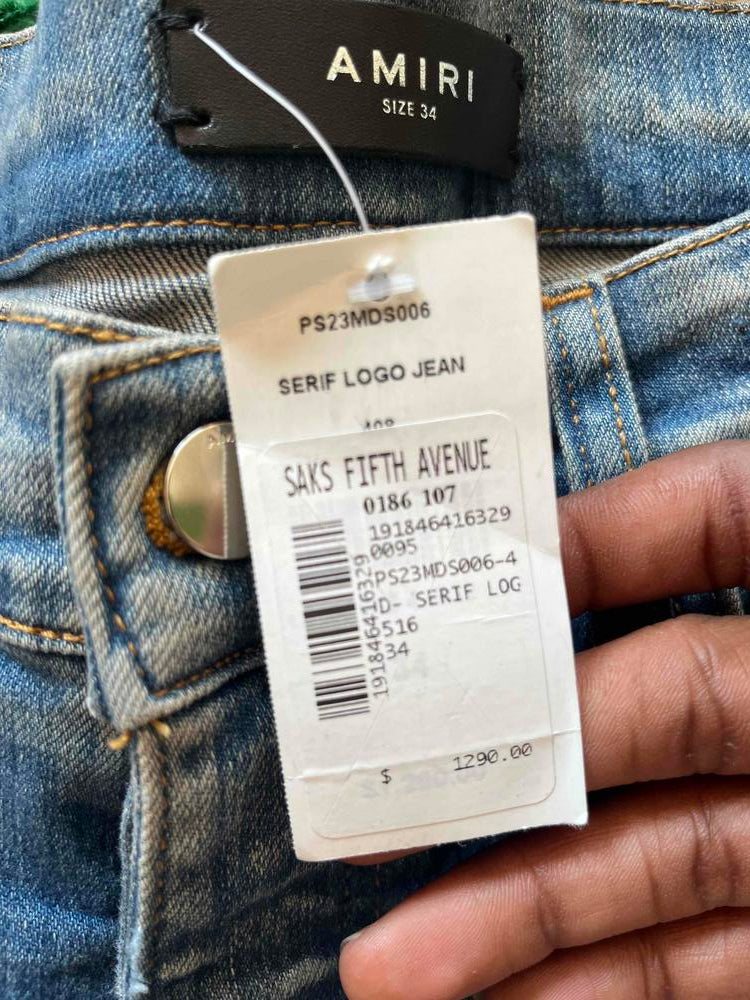 AMIRI
SIZE 34
PS23MDS006
SERIF LOGO JEAN
408
SAKS FIFTH AVENUE
0186 107
191846416329
0095
PS23MDS006-4
D- SERIF LOG
516
34
191846416329
$ 1290.00